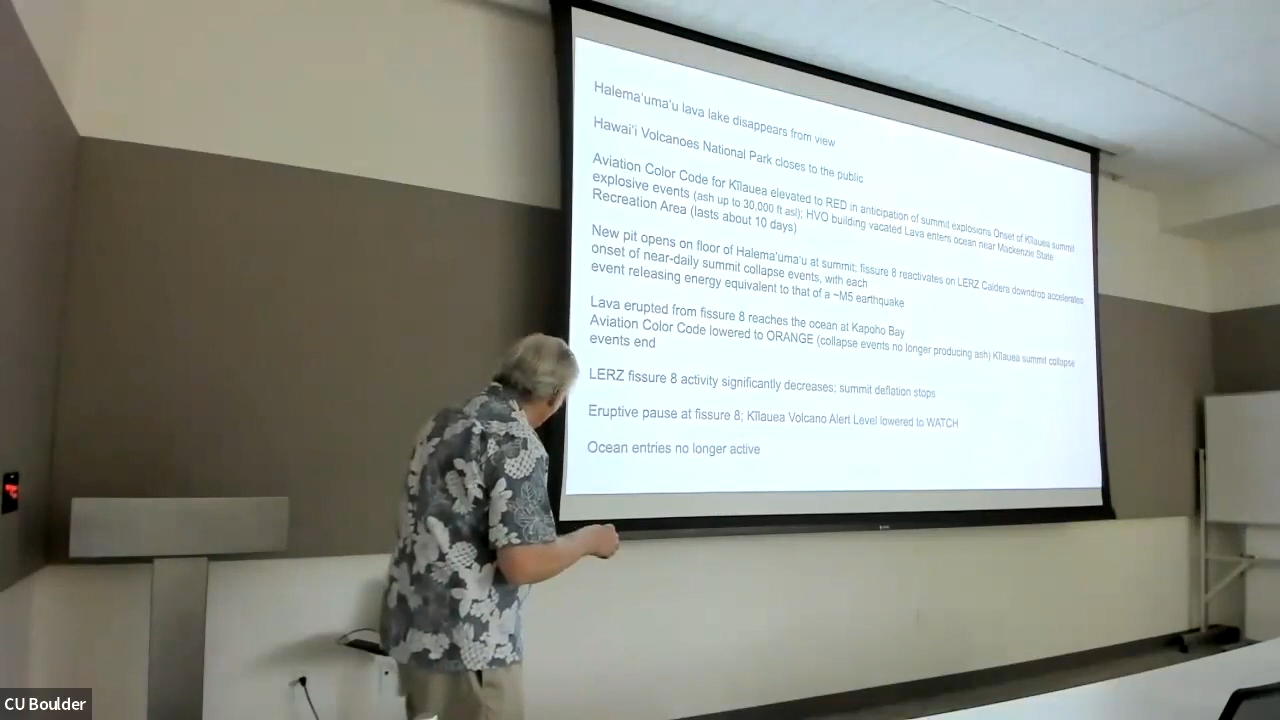 Halema'uma'u lava lake disappears from view
Hawai'i Volcanoes National Park closes to the public
Aviation Color Code for Kīlauea elevated to RED in anticipation of summit explosions Onset of Kīlauea summit
explosive events (ash up to 30,000 ft asl); HVO building vacated Lava enters ocean near Mackenzie State
Recreation Area (lasts about 10 days)
New pit opens on floor of Halema'uma'u at summit; fissure 8 reactivates on LERZ Caldera downdrop accelerates
onset of near-daily summit collapse events, with each
event releasing energy equivalent to that of a ~M5 earthquake
Lava erupted from fissure 8 reaches the ocean at Kapoho Bay
Aviation Color Code lowered to ORANGE (collapse events no longer producing ash) Kīlauea summit collapse
events end
LERZ fissure 8 activity significantly decreases; summit deflation stops
Eruptive pause at fissure 8; Kīlauea Volcano Alert Level lowered to WATCH
Ocean entries no longer active
CU Boulder